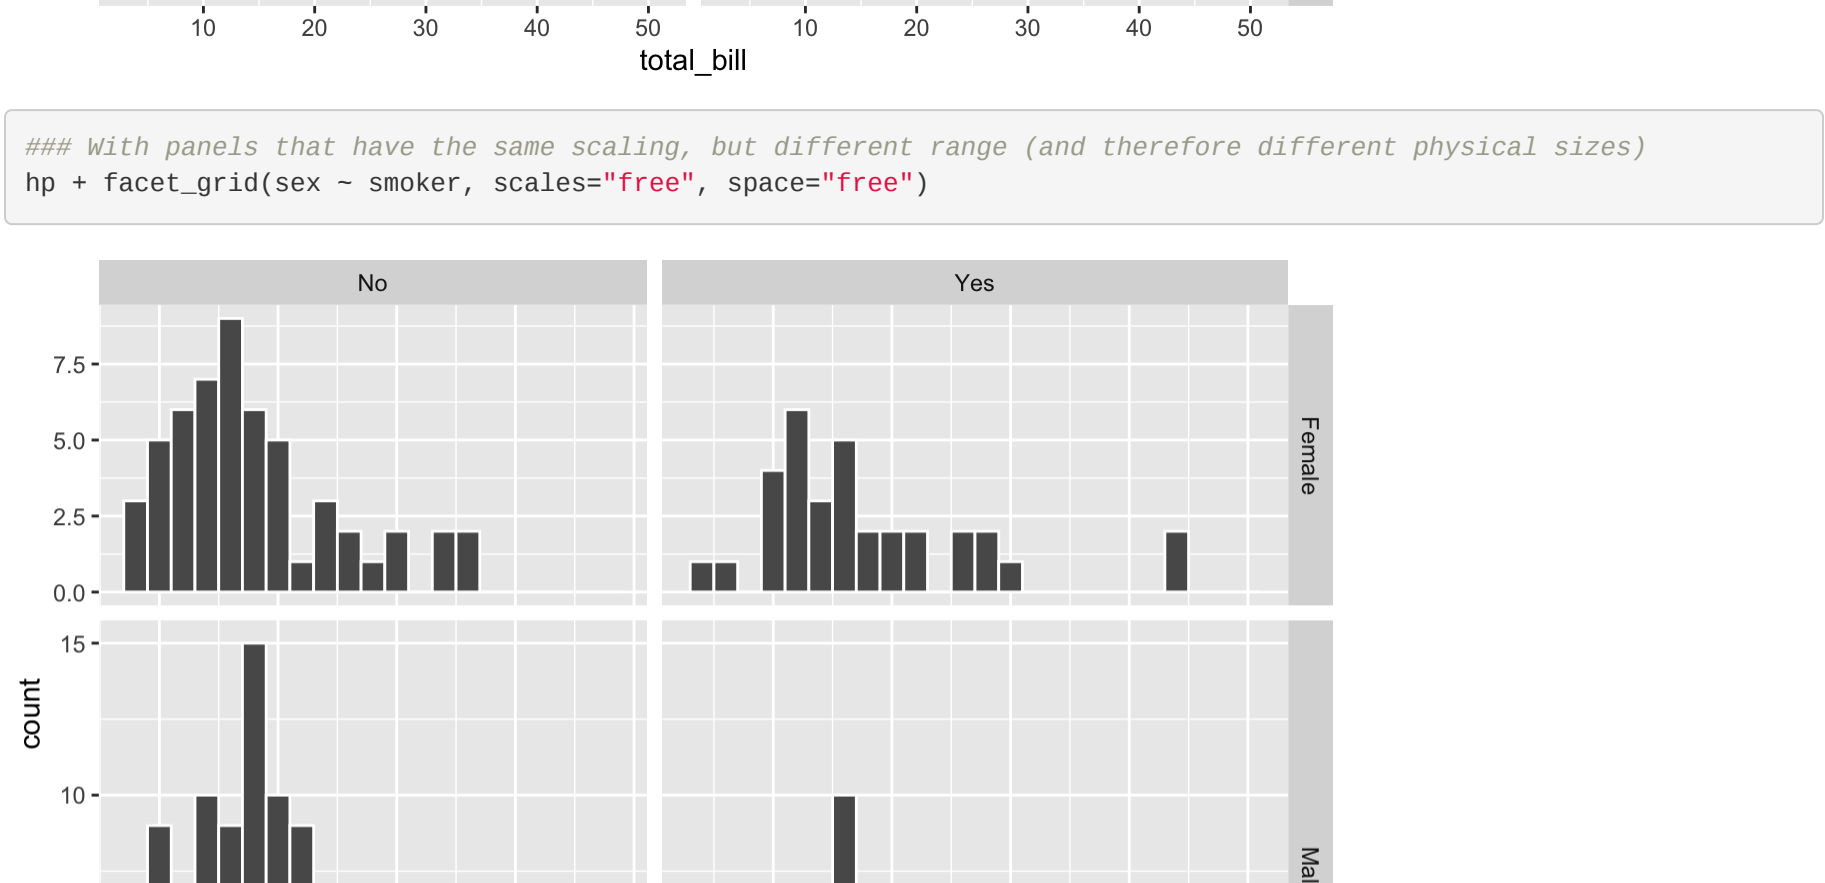 10 20 30 40 50 10 20 30 40 50
total_bill
### With panels that have the same scaling, but different range (and therefore different physical sizes)
hp + facet_grid(sex ~ smoker, scales="free", space="free")
No Yes
7.5
5.0
2.5
0.0
Female
15
10
count
Mal